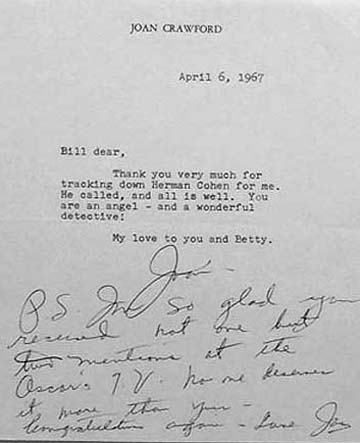 JOAN CRAWFORD
April 6, 1967
Bill dear,
Thank you very much for
tracking down Herman Cohen for me.
He called, and all is well. You
are an angel - and a wonderful
detective!
My love to you and Betty.
Joan -
P.S. I'm so glad you
received not one but
two mentions at the
Oscar's T.V. No one deserves
it more than you -
Congratulations again - Love Joan